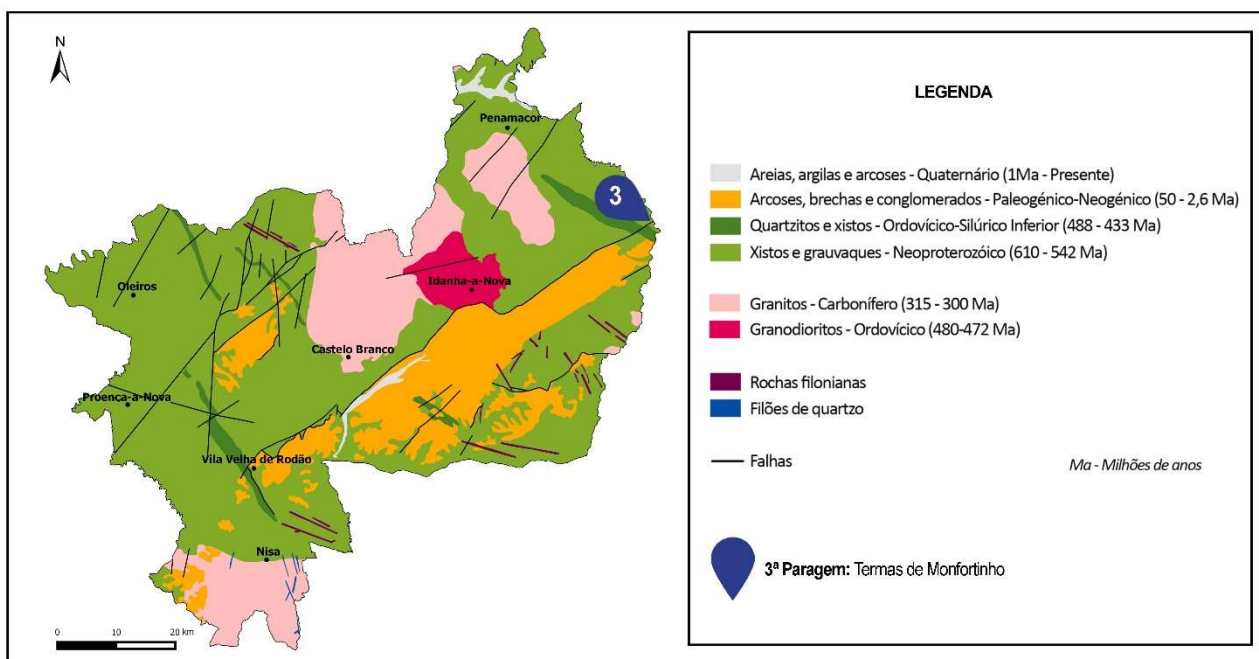 N
Penamacor
3
Oleiros
Idanha-a-Nova
Castelo Branco
Proença-a-Nova
Vila Velha de Rodão
Nisa
0 10 20 km
LEGENDA
Areias, argilas e arcoses - Quaternário (1Ma - Presente)
Arcoses, brechas e conglomerados - Paleogénico-Neogénico (50 - 2,6 Ma)
Quartzitos e xistos - Ordovícico-Silúrico Inferior (488 - 433 Ma)
Xistos e grauvaques - Neoproterozóico (610 - 542 Ma)
Granitos - Carbonífero (315 - 300 Ma)
Granodioritos - Ordovícico (480-472 Ma)
Rochas filonianas
Filões de quartzo
Falhas
Ma - Milhões de anos
3ª Paragem: Termas de Monfortinho